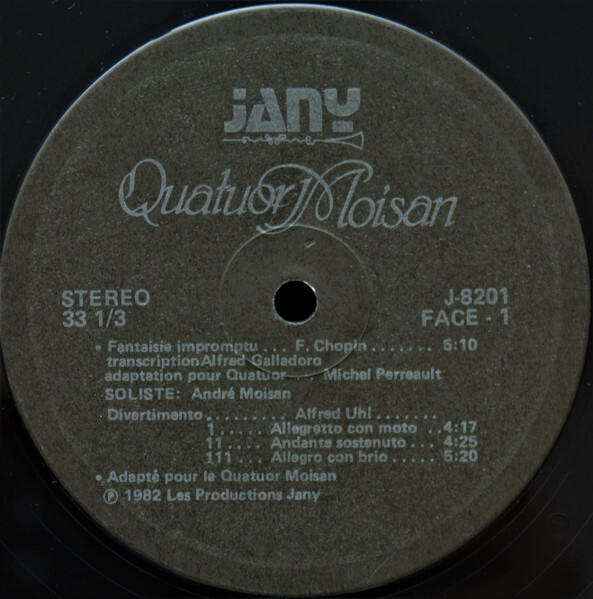 JANY
Quatuor Moisan
STEREO
33 1/3
J-8201
FACE - 1
• Fantaisie impromptu . . . F. Chopin . . . . . . . 5:10
transcription Alfred Galladoro
adaptation pour Quatuor . . . Michel Perreault
SOLISTE: André Moisan
Divertimento . . . . . . . . . Alfred Uhl . . . . . . .
1 . . . . . Allegretto con moto . . 4:17
11 . . . . Andante sostenuto . . . 4:25
111 . . . . Allegro con brio . . . . . 5:20
• Adapté pour le Quatuor Moisan
℗ 1982 Les Productions Jany